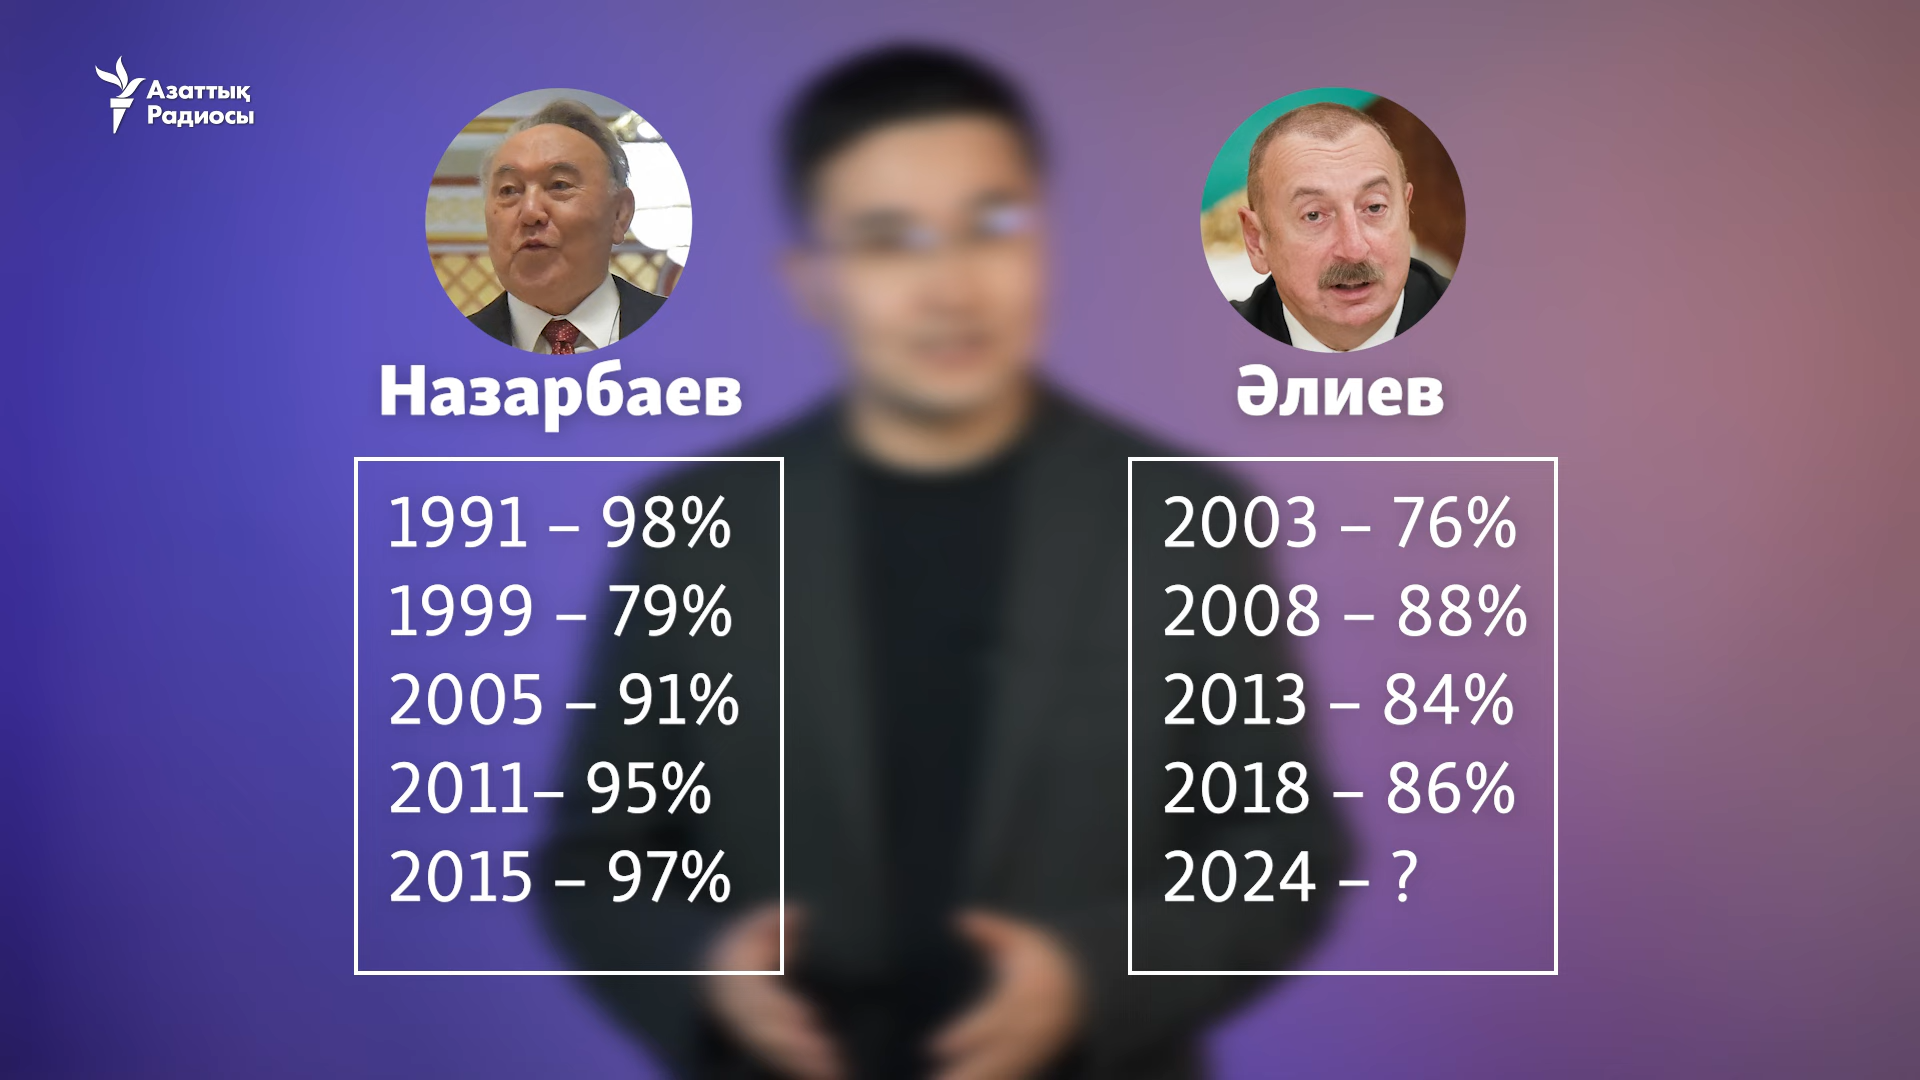 Азаттық
Радиосы
Назарбаев
1991 – 98%
1999 – 79%
2005 – 91%
2011– 95%
2015 – 97%
Әлиев
2003 – 76%
2008 – 88%
2013 – 84%
2018 – 86%
2024 – ?